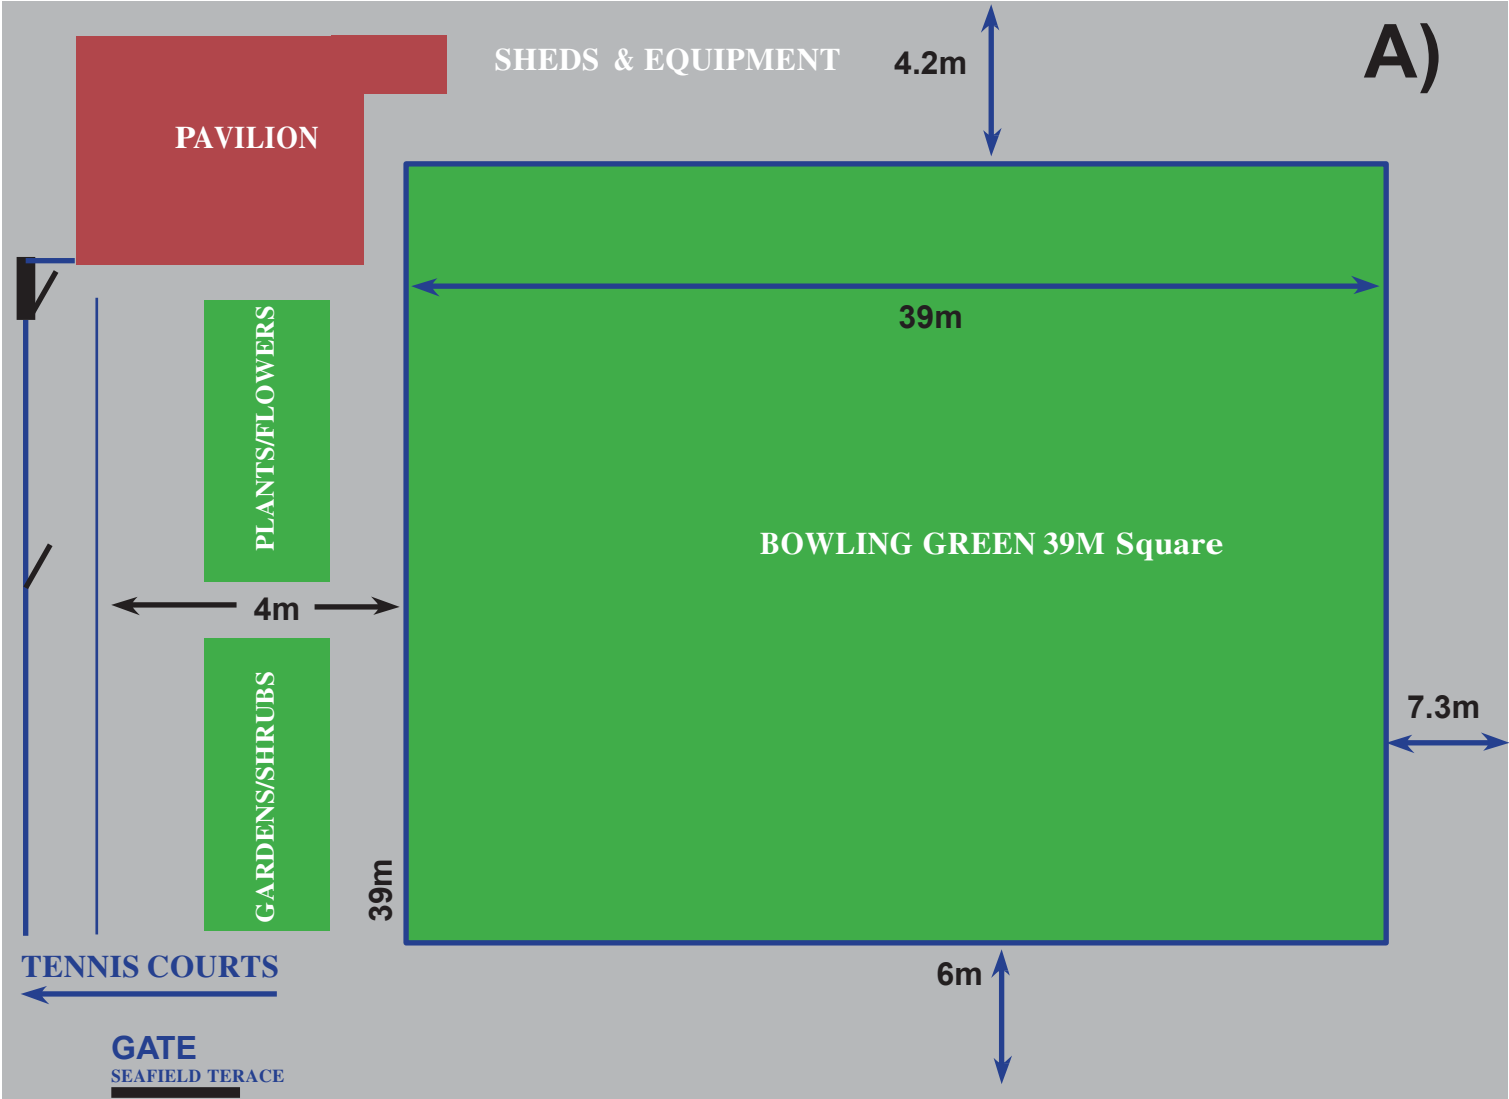 SHEDS & EQUIPMENT
4.2m
A)
PAVILION
39m
PLANTS/FLOWERS
BOWLING GREEN 39M Square
4m
GARDENS/SHRUBS
7.3m
39m
TENNIS COURTS
6m
GATE
SEAFIELD TERACE